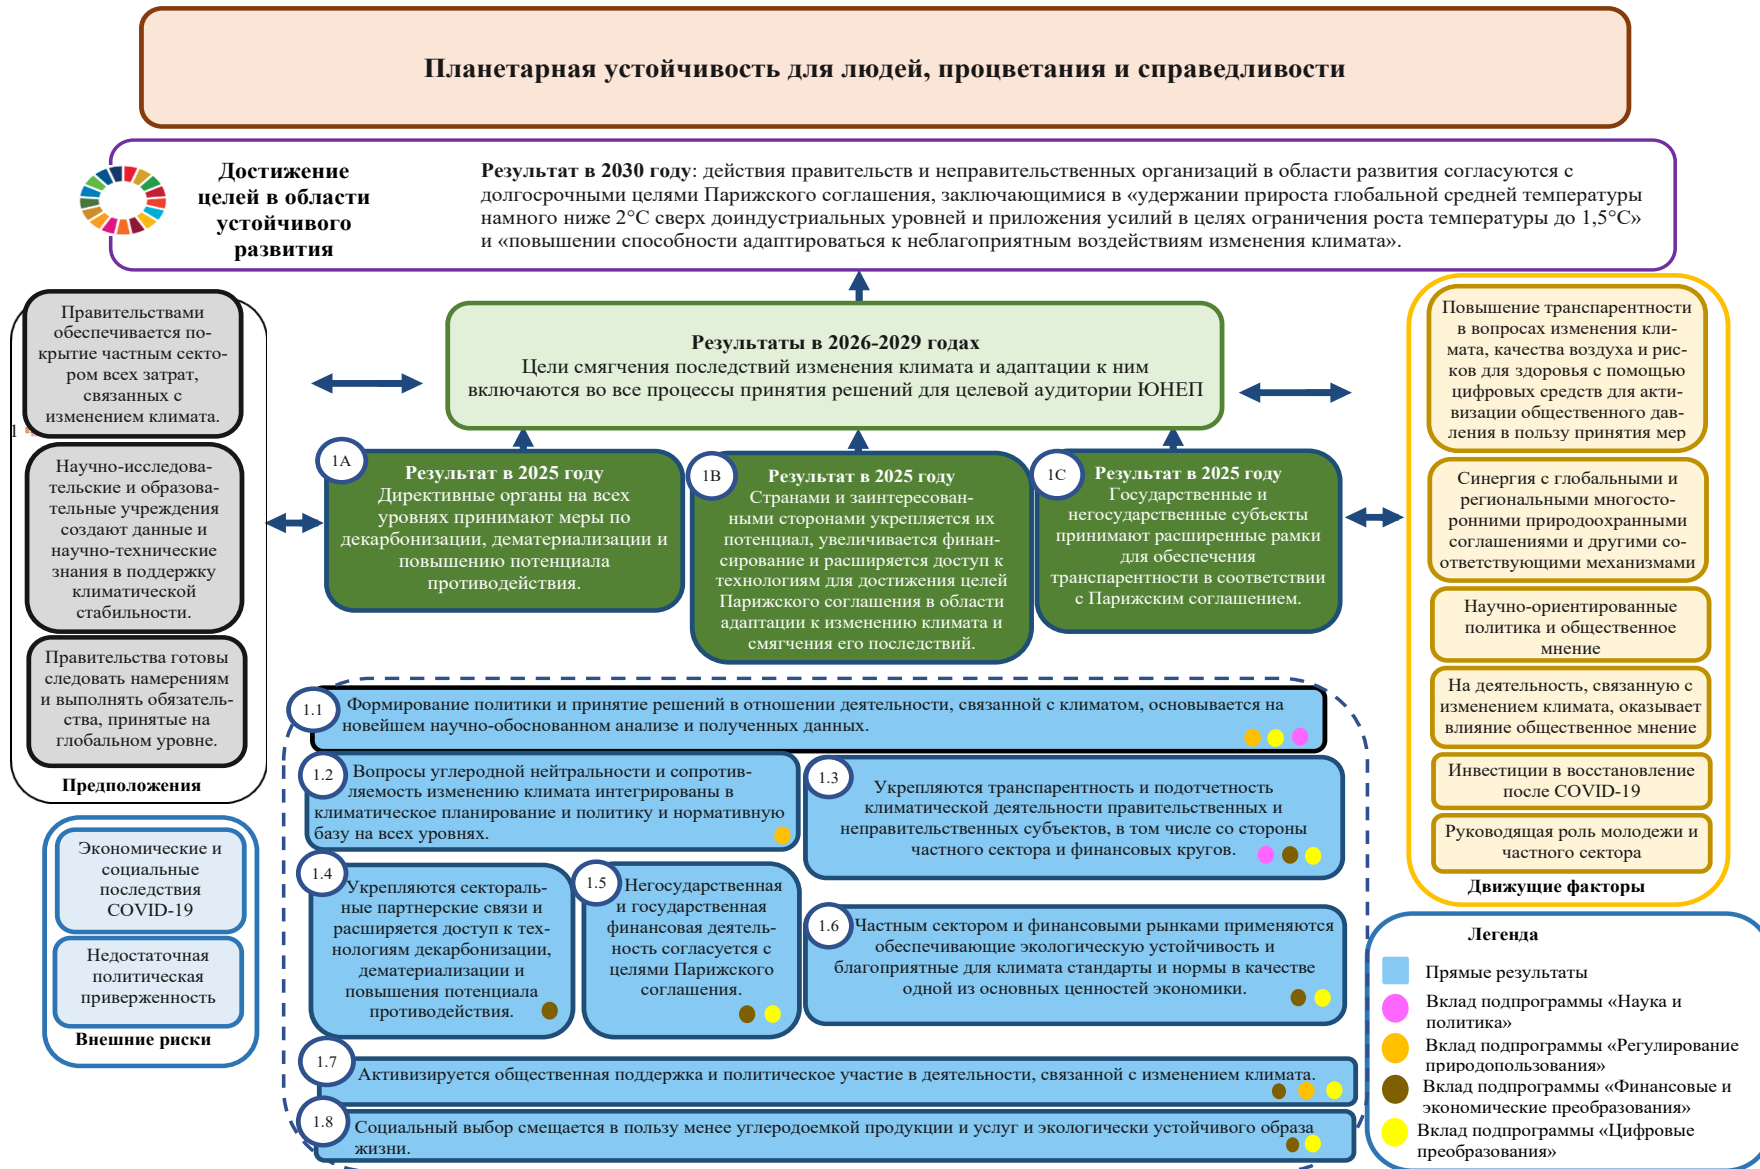 Планетарная устойчивость для людей, процветания и справедливости
Достижение
целей в области
устойчивого
развития
Результат в 2030 году: действия правительств и неправительственных организаций в области развития согласуются с
долгосрочными целями Парижского соглашения, заключающимися в «удержании прироста глобальной средней температуры
намного ниже 2°C сверх доиндустриальных уровней и приложения усилий в целях ограничения роста температуры до 1,5°C»
и «повышении способности адаптироваться к неблагоприятным воздействиям изменения климата».
Правительствами
обеспечивается по-
крытие частным секто-
ром всех затрат,
связанных с
изменением климата.
1
Научно-исследова-
тельские и образова-
тельные учреждения
создают данные и
научно-технические
знания в поддержку
климатической
стабильности.
Правительства готовы
следовать намерениям
и выполнять обязатель-
ства, принятые на
глобальном уровне.
Предположения
Экономические и
социальные
последствия
COVID-19
Недостаточная
политическая
приверженность
Внешние риски
Результаты в 2026-2029 годах
Цели смягчения последствий изменения климата и адаптации к ним
включаются во все процессы принятия решений для целевой аудитории ЮНЕП
1A
Результат в 2025 году
Директивные органы на всех
уровнях принимают меры по
декарбонизации, дематериализации и
повышению потенциала
противодействия.
1B
Результат в 2025 году
Странами и заинтересован-
ными сторонами укрепляется их
потенциал, увеличивается финан-
сирование и расширяется доступ к
технологиям для достижения целей
Парижского соглашения в области
адаптации к изменению климата и
смягчения его последствий.
1C
Результат в 2025 году
Государственные и
негосударственные субъекты
принимают расширенные рамки
для обеспечения
транспарентности в соответствии
с Парижским соглашением.
1.1
Формирование политики и принятие решений в отношении деятельности, связанной с климатом, основывается на
новейшем научно-обоснованном анализе и полученных данных.
1.2
Вопросы углеродной нейтральности и сопротив-
ляемость изменению климата интегрированы в
климатическое планирование и политику и нормативную
базу на всех уровнях.
1.3
Укрепляются транспарентность и подотчетность
климатической деятельности правительственных и
неправительственных субъектов, в том числе со стороны
частного сектора и финансовых кругов.
1.4
Укрепляются сектораль-
ные партнерские связи и
расширяется доступ к тех-
нологиям декарбонизации,
дематериализации и
повышения потенциала
противодействия.
1.5
Негосударственная
и государственная
финансовая деятель-
ность согласуется с
целями Парижского
соглашения.
1.6
Частным сектором и финансовыми рынками применяются
обеспечивающие экологическую устойчивость и
благоприятные для климата стандарты и нормы в качестве
одной из основных ценностей экономики.
1.7
Активизируется общественная поддержка и политическое участие в деятельности, связанной с изменением климата.
1.8
Социальный выбор смещается в пользу менее углеродоемкой продукции и услуг и экологически устойчивого образа
жизни.
Повышение транспарентности
в вопросах изменения кли-
мата, качества воздуха и рис-
ков для здоровья с помощью
цифровых средств для акти-
визации общественного дав-
ления в пользу принятия мер
Синергия с глобальными и
региональными многосто-
ронними природоохранными
соглашениями и другими со-
ответствующими механизмами
Научно-ориентированные
политика и общественное
мнение
На деятельность, связанную с
изменением климата, оказывает
влияние общественное мнение
Инвестиции в восстановление
после COVID-19
Руководящая роль молодежи и
частного сектора
Движущие факторы
Легенда
Прямые результаты
Вклад подпрограммы «Наука и
политика»
Вклад подпрограммы «Регулирование
природопользования»
Вклад подпрограммы «Финансовые и
экономические преобразования»
Вклад подпрограммы «Цифровые
преобразования»